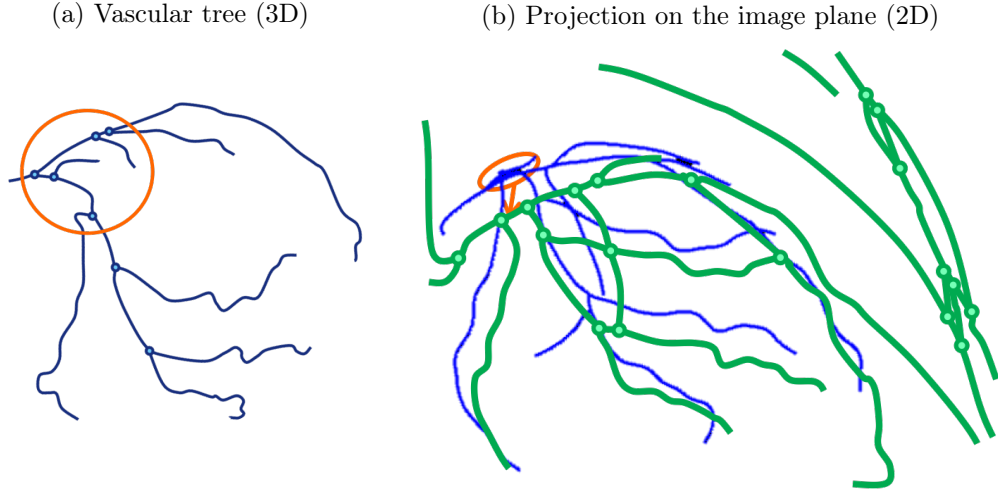 (a) Vascular tree (3D)
(b) Projection on the image plane (2D)